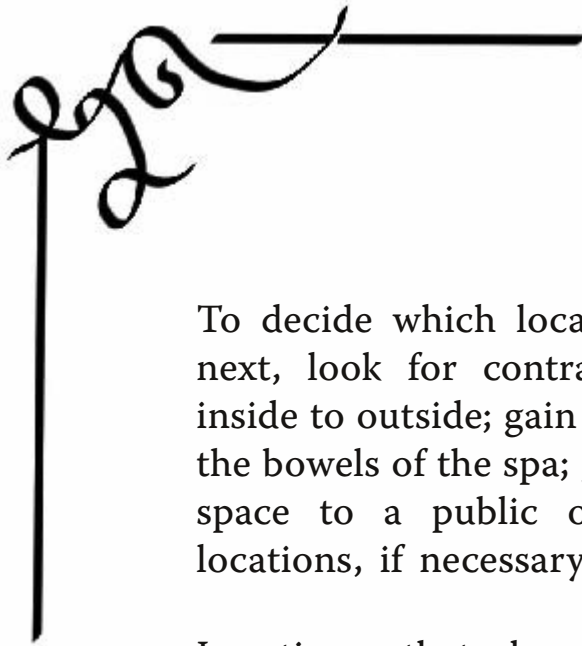 To decide which loca
next, look for contra
inside to outside; gain
the bowels of the spa;
space to a public o
locations, if necessary